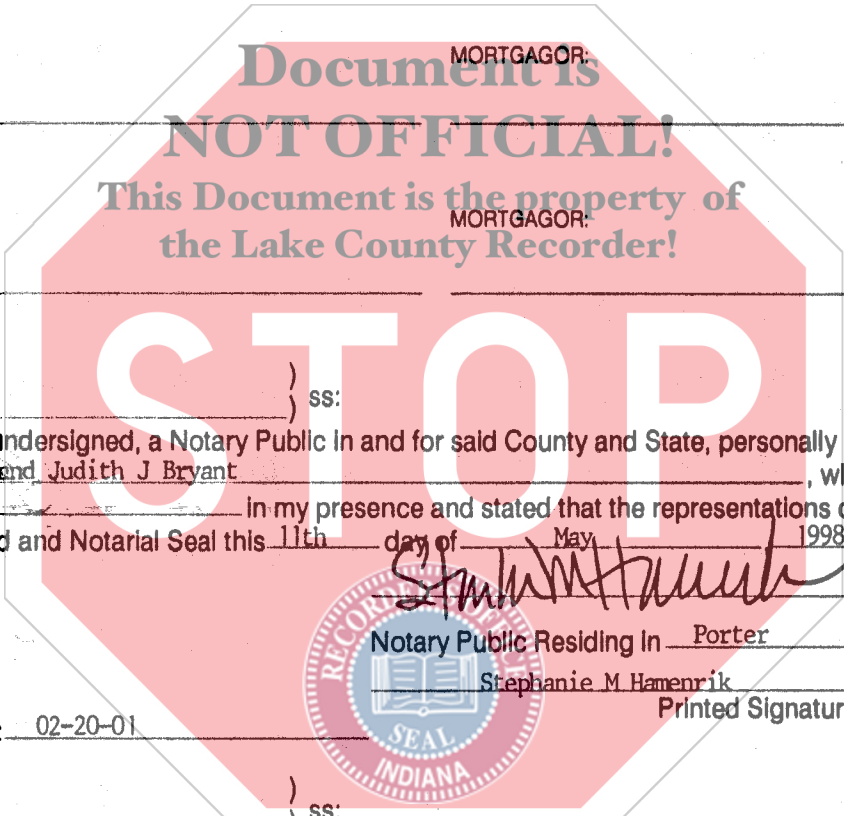 Document is
MORTGAGOR:
NOT OFFICIAL!
This Document is the property of
MORTGAGOR:
the Lake County Recorder!
STOP
)
) ss:
ndersigned, a Notary Public in and for said County and State, personally
and Judith J Bryant , wh
in my presence and stated that the representations
d and Notarial Seal this 11th day of May 1998
Notary Public Residing in Porter
Stephanie M Hamenrik
Printed Signatur
02-20-01
RECORDER'S OFFICE
SEAL
INDIANA
)
ss: